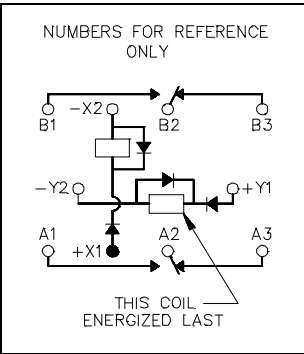 NUMBERS FOR REFERENCE
ONLY
B1 -X2 B2 B3
-Y2 +Y1
A1 +X1 A2 A3
THIS COIL
ENERGIZED LAST